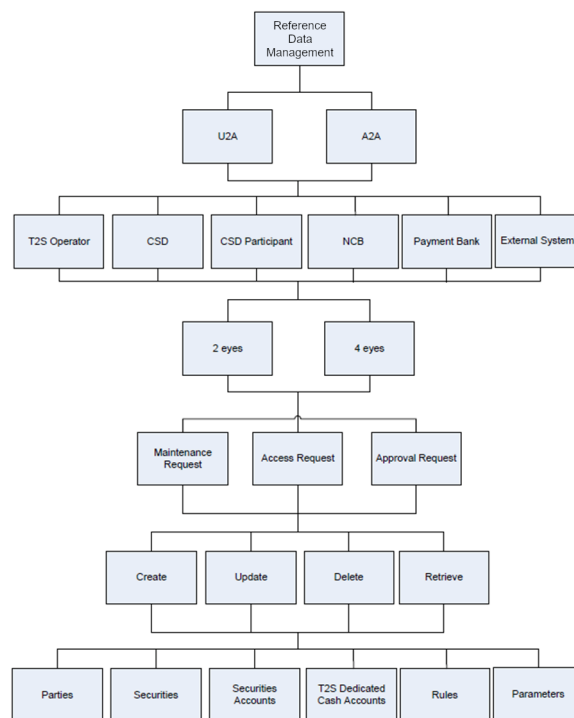 Reference
Data
Management
U2A
A2A
T2S Operator
CSD
CSD Participant
NCB
Payment Bank
External System
2 eyes
4 eyes
Maintenance
Request
Access Request
Approval Request
Create
Update
Delete
Retrieve
Parties
Securities
Securities
Accounts
T2S Dedicated
Cash Accounts
Rules
Parameters